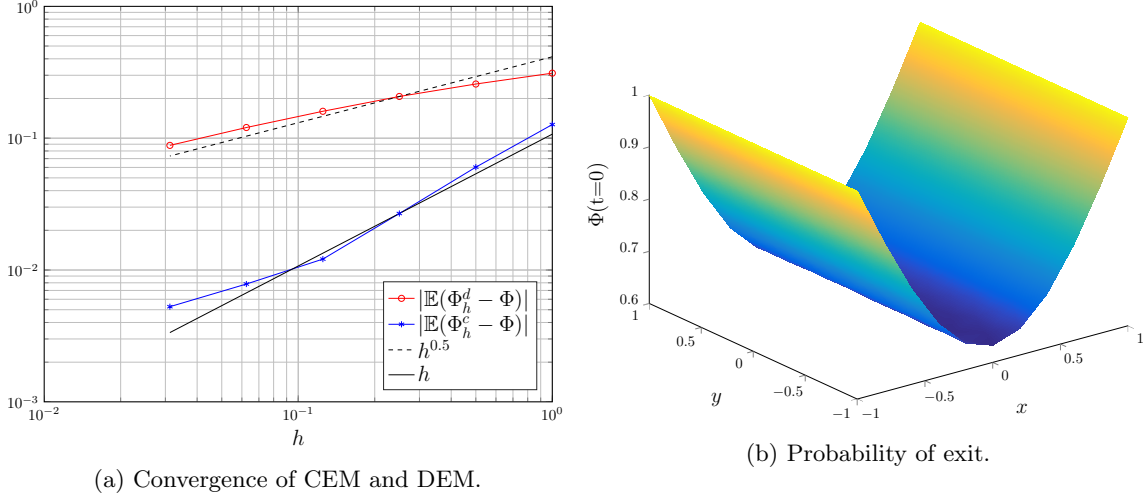 10^0
10^{-1}
10^{-2}
10^{-3}
10^{-2}
10^{-1}
10^0
h
|𝔼(Φ_h^d − Φ)|
|𝔼(Φ_h^c − Φ)|
h^{0.5}
h
(a) Convergence of CEM and DEM.
1
0.9
0.8
0.7
0.6
Φ(t=0)
1
0.5
0
−0.5
−1
y
−1
−0.5
0
0.5
1
x
(b) Probability of exit.